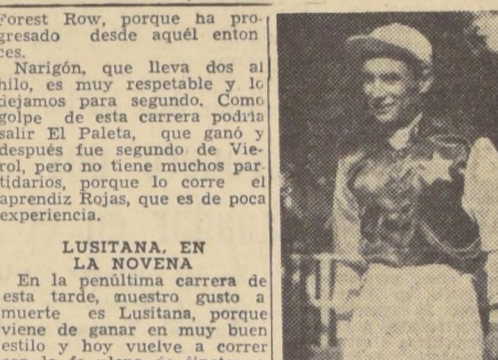 Forest Row, porque ha pro-
gresado desde aquél enton
ces.
Narigón, que lleva dos al
hilo, es muy respetable y lo
dejamos para segundo. Como
golpe de esta carrera podría
salir El Paleta, que ganó y
después fue segundo de Vie-
rol, pero no tiene muchos par
tidarios, porque lo corre el
aprendiz Rojas, que es de poca
experiencia.
LUSITANA, EN
LA NOVENA
En la penúltima carrera de
esta tarde, nuestro gusto a
muerte es Lusitana, porque
viene de ganar en muy buen
estilo y hoy vuelve a correr